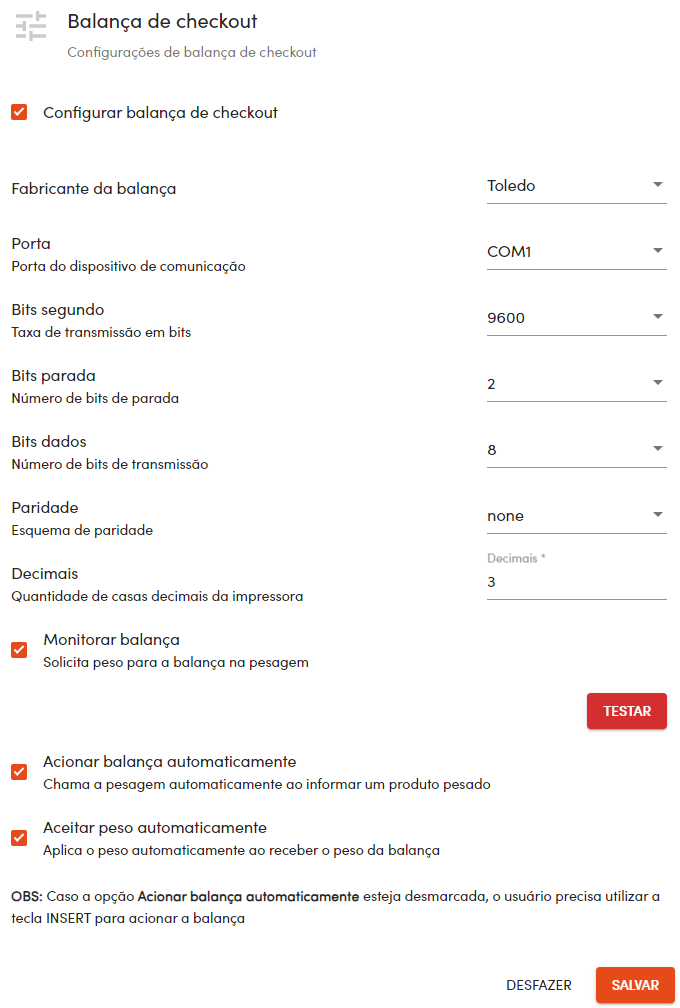 Balança de checkout
Configurações de balança de checkout
Configurar balança de checkout
Fabricante da balança
Toledo
Porta
Porta do dispositivo de comunicação
COM1
Bits segundo
Taxa de transmissão em bits
9600
Bits parada
Número de bits de parada
2
Bits dados
Número de bits de transmissão
8
Paridade
Esquema de paridade
none
Decimais
Quantidade de casas decimais da impressora
Decimais *
3
Monitorar balança
Solicita peso para a balança na pesagem
TESTAR
Acionar balança automaticamente
Chama a pesagem automaticamente ao informar um produto pesado
Aceitar peso automaticamente
Aplica o peso automaticamente ao receber o peso da balança
OBS: Caso a opção Acionar balança automaticamente esteja desmarcada, o usuário precisa utilizar a
tecla INSERT para acionar a balança
DESFAZER
SALVAR